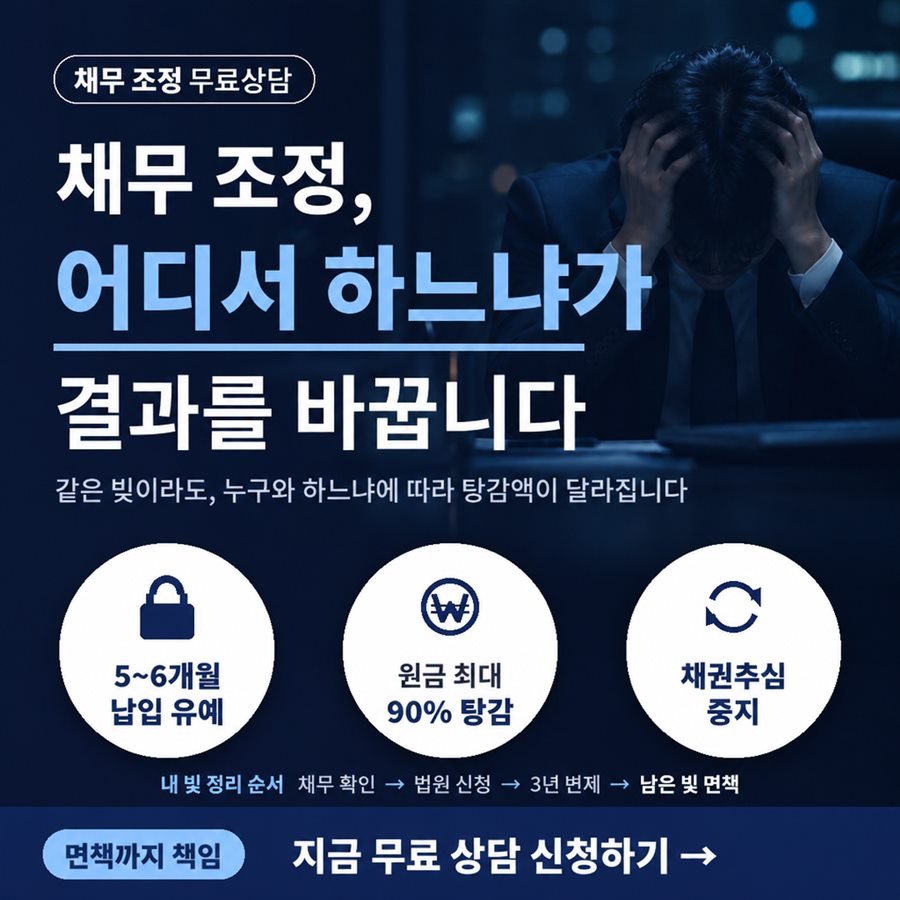 채무 조정 무료상담
채무 조정,
어디서 하느냐가
결과를 바꿉니다
같은 빚이라도, 누구와 하느냐에 따라 탕감액이 달라집니다
5~6개월
납입 유예
원금 최대
90% 탕감
채권추심
중지
내 빚 정리 순서 채무 확인 → 법원 신청 → 3년 변제 → 남은 빚 면책
면책까지 책임
지금 무료 상담 신청하기 →